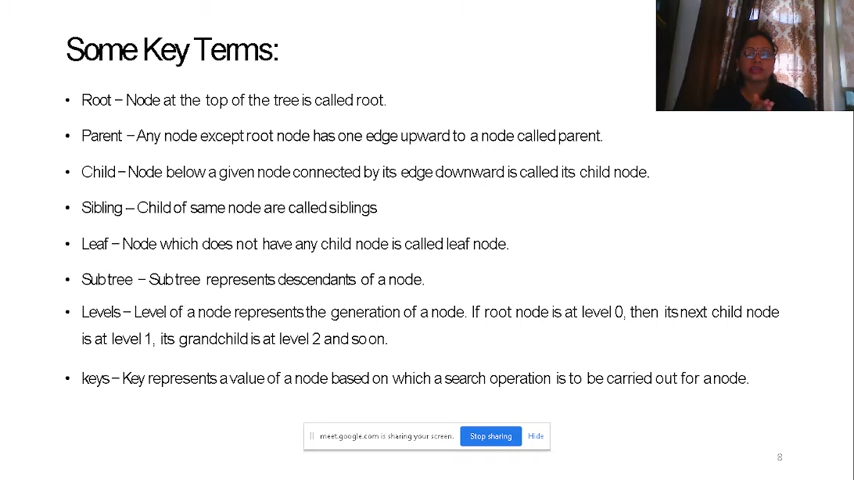 Some Key Terms:
• Root – Node at the top of the tree is called root.
• Parent – Any node except root node has one edge upward to a node called parent.
• Child – Node below a given node connected by its edge downward is called its child node.
• Sibling – Child of same node are called siblings
• Leaf – Node which does not have any child node is called leaf node.
• Sub tree – Sub tree represents descendants of a node.
• Levels – Level of a node represents the generation of a node. If root node is at level 0, then its next child node
is at level 1, its grandchild is at level 2 and so on.
• keys – Key represents a value of a node based on which a search operation is to be carried out for a node.
meet.google.com is sharing your screen. Stop sharing Hide
8